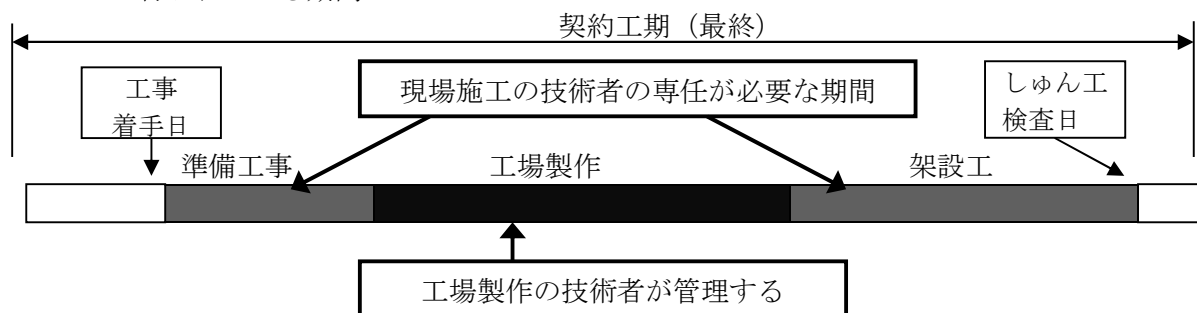 契約工期（最終）
工事
着手日
現場施工の技術者の専任が必要な期間
しゅん工
検査日
準備工事
工場製作
架設工
工場製作の技術者が管理する